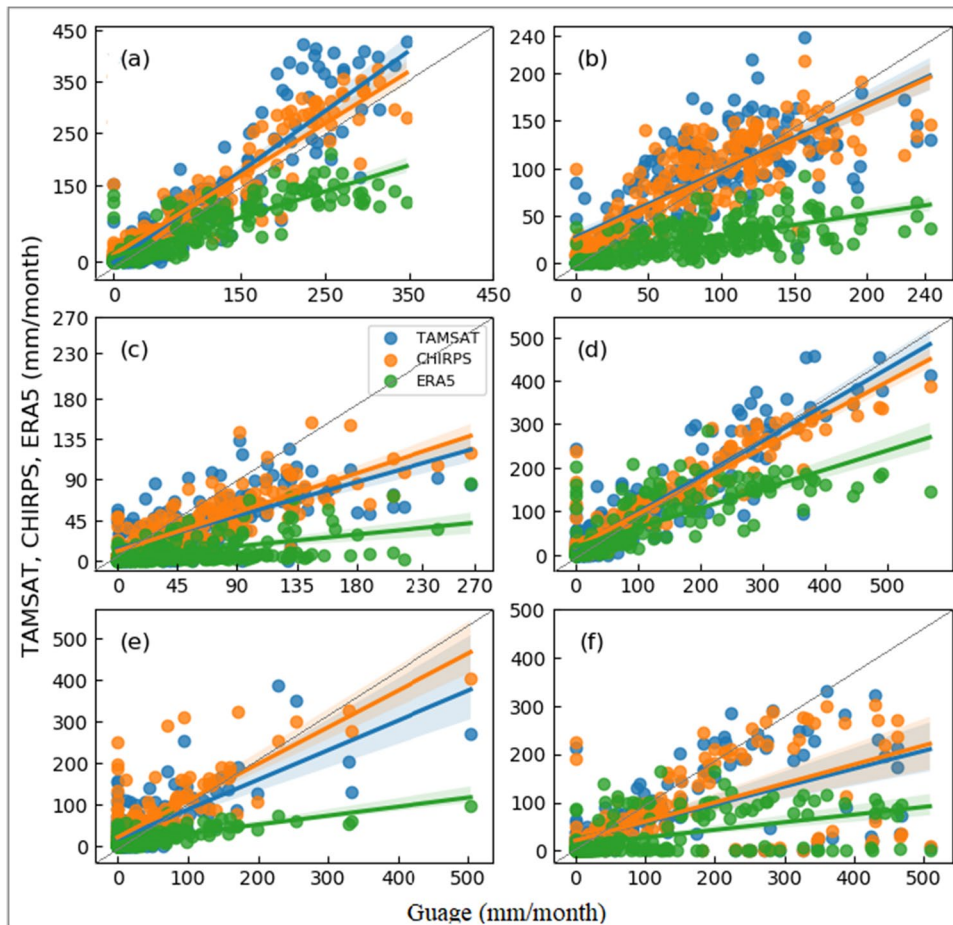 450
350
250
150
0
(a)
0 150 250 350 450
240
200
150
100
50
0
(b)
0 50 100 150 200 240
270
230
180
135
90
45
0
(c)
TAMSAT
CHIRPS
ERA5
0 45 90 135 180 230 270
500
400
300
200
100
0
(d)
0 100 200 300 400 500
500
400
300
200
100
0
(e)
0 100 200 300 400 500
500
400
300
200
100
0
(f)
0 100 200 300 400 500
TAMSAT, CHIRPS, ERA5 (mm/month)
Guage (mm/month)